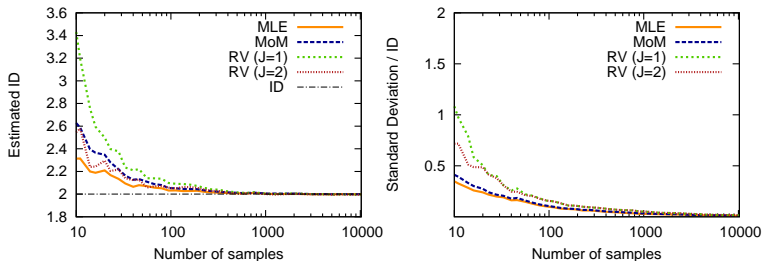 3.6
3.4
3.2
3
2.8
2.6
2.4
2.2
2
1.8
10
100
1000
10000
Estimated ID
Number of samples
MLE
MoM
RV (J=1)
RV (J=2)
ID
2
1.5
1
0.5
10
100
1000
10000
Standard Deviation / ID
Number of samples
MLE
MoM
RV (J=1)
RV (J=2)